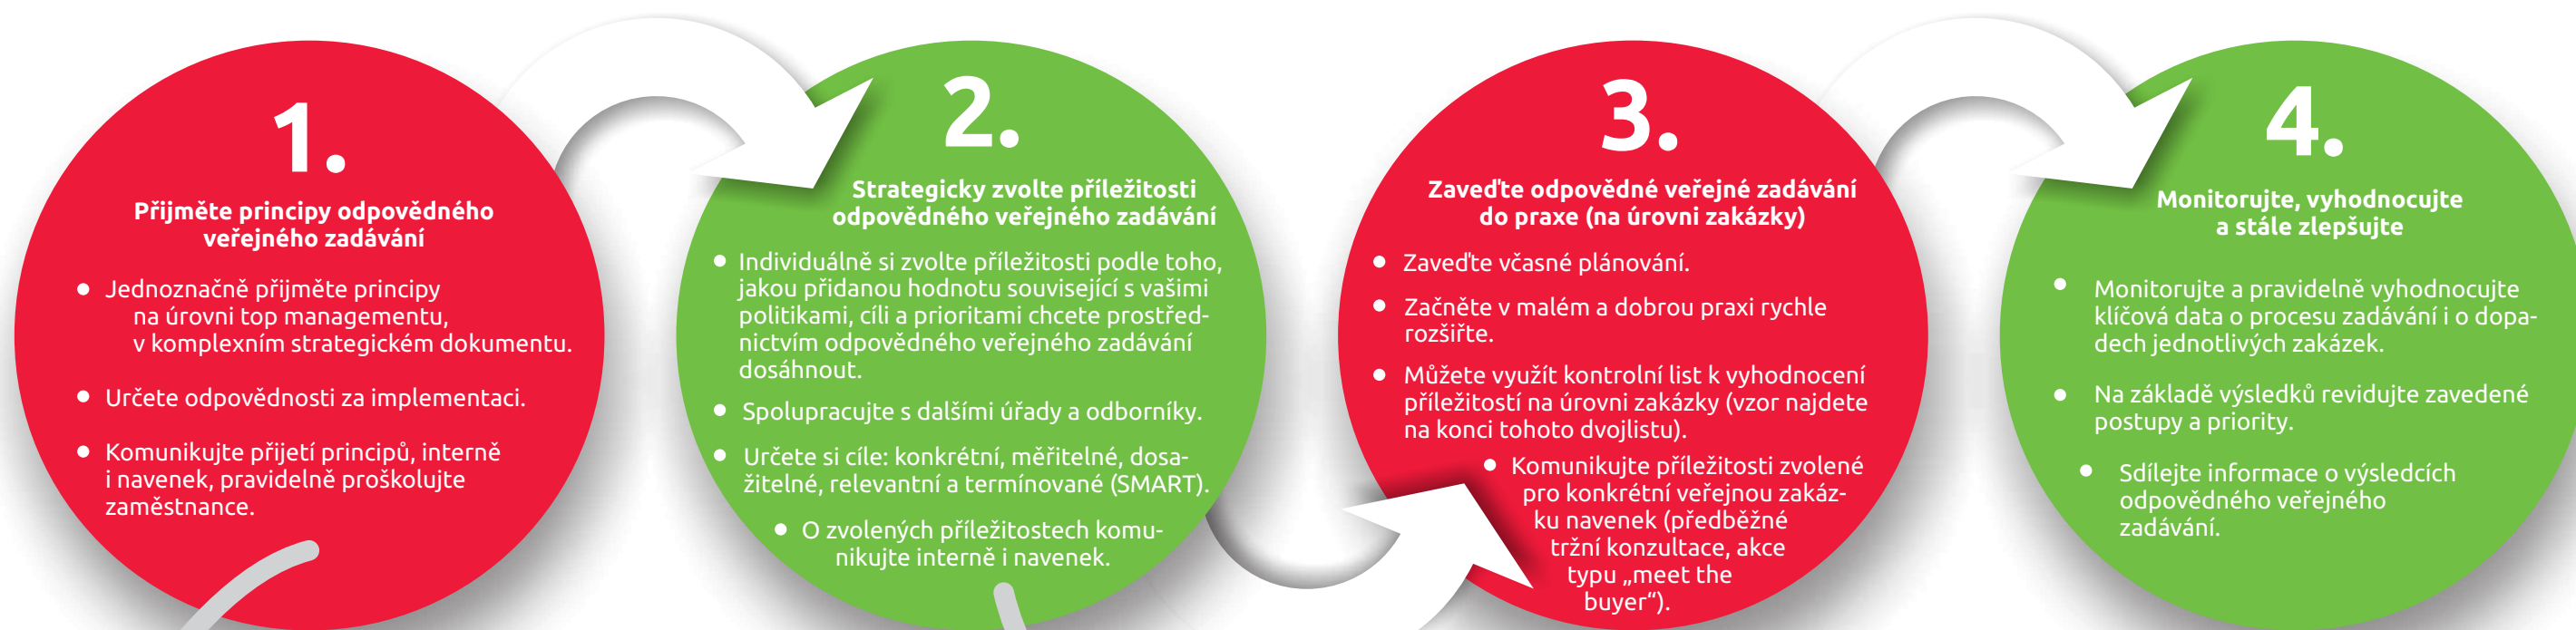 1.
Přijměte principy odpovědného
veřejného zadávání
• Jednoznačně přijměte principy
na úrovni top managementu,
v komplexním strategickém dokumentu.
• Určete odpovědnosti za implementaci.
• Komunikujte přijetí principů, interně
i navenek, pravidelně proškolujte
zaměstnance.
2.
Strategicky zvolte příležitosti
odpovědného veřejného zadávání
• Individuálně si zvolte příležitosti podle toho,
jakou přidanou hodnotu související s vašimi
politikami, cíli a prioritami chcete prostřed-
nictvím odpovědného veřejného zadávání
dosáhnout.
• Spolupracujte s dalšími úřady a odborníky.
• Určete si cíle: konkrétní, měřitelné, dosa-
žitelné, relevantní a termínované (SMART).
• O zvolených příležitostech komu-
nikujte interně i navenek.
3.
Zaveďte odpovědné veřejné zadávání
do praxe (na úrovni zakázky)
• Zaveďte včasné plánování.
• Začněte v malém a dobrou praxi rychle
rozšiřte.
• Můžete využít kontrolní list k vyhodnocení
příležitostí na úrovni zakázky (vzor najdete
na konci tohoto dvojlistu).
• Komunikujte příležitosti zvolené
pro konkrétní veřejnou zakáz-
ku navenek (předběžné
tržní konzultace, akce
typu „meet the
buyer“).
4.
Monitorujte, vyhodnocujte
a stále zlepšujte
• Monitorujte a pravidelně vyhodnocujte
klíčová data o procesu zadávání i o dopa-
dech jednotlivých zakázek.
• Na základě výsledků revidujte zavedené
postupy a priority.
• Sdílejte informace o výsledcích
odpovědného veřejného
zadávání.